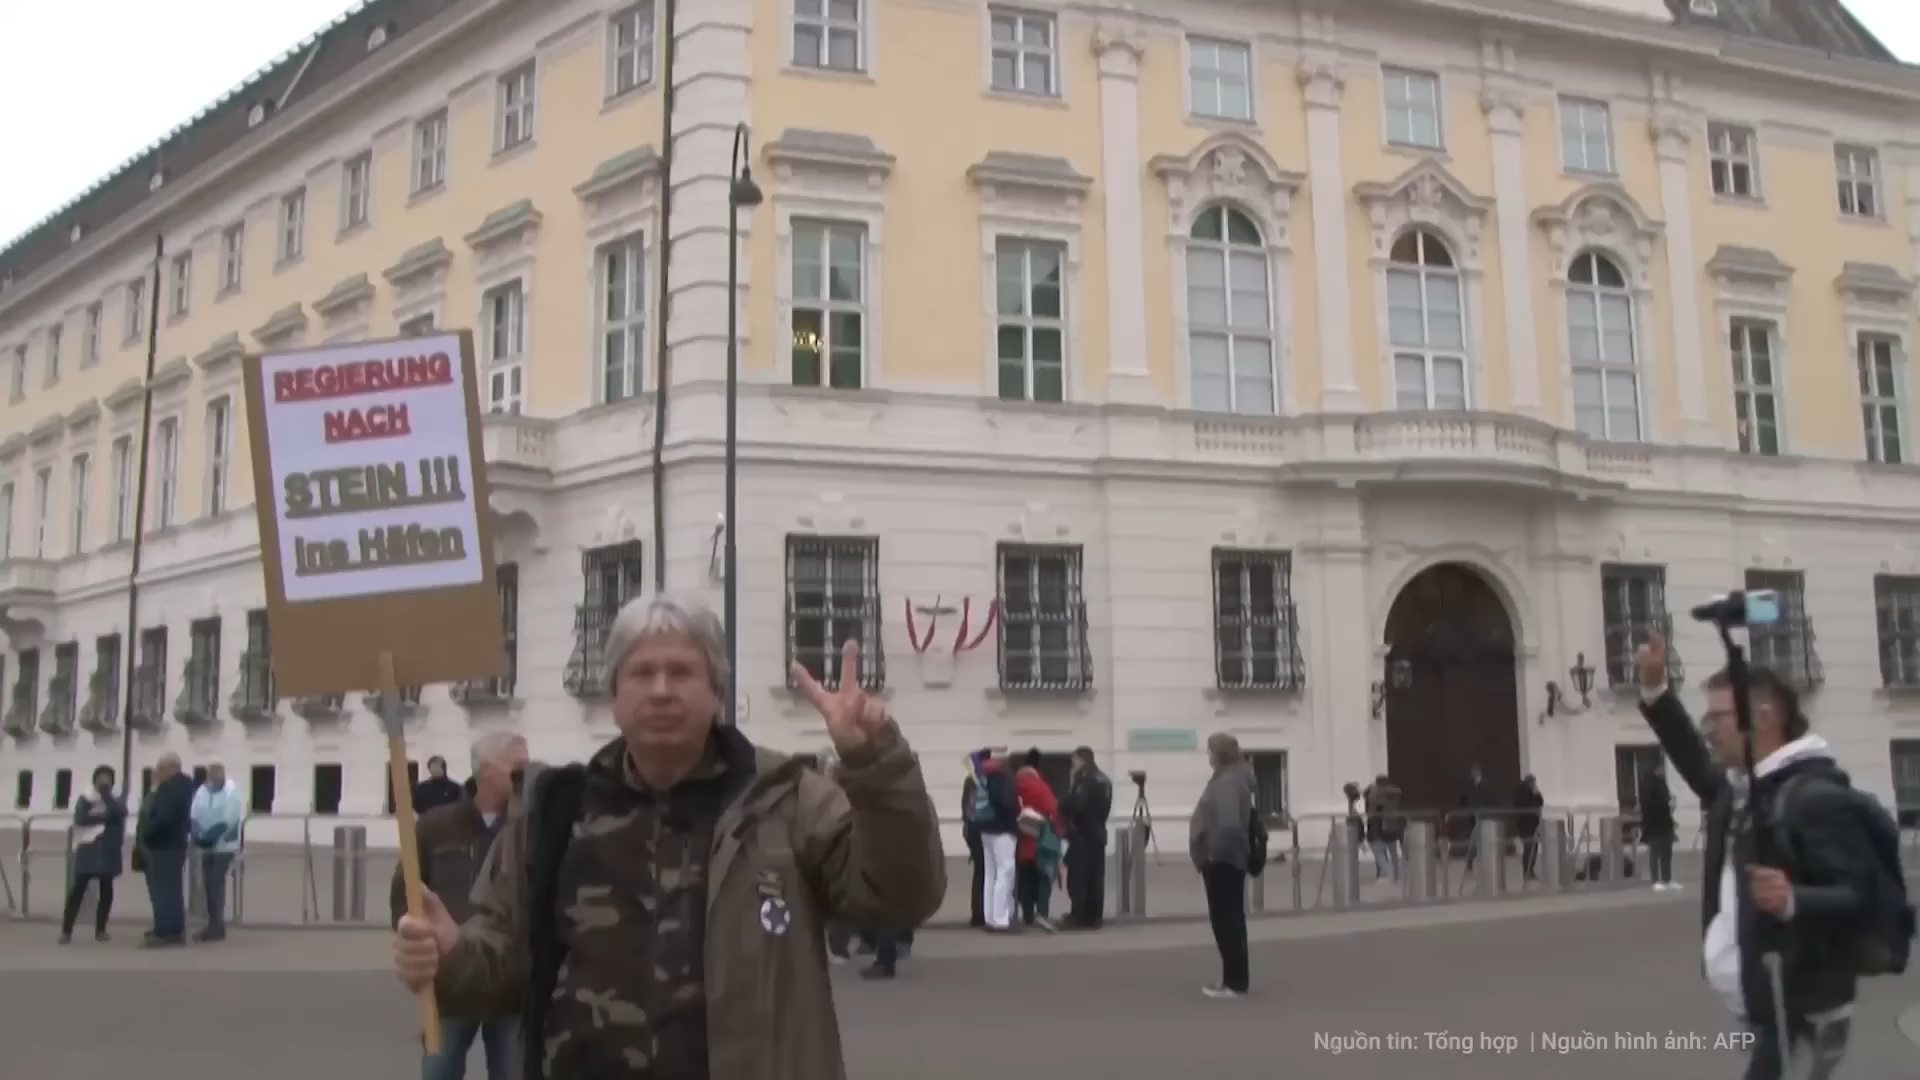 REGIERUNG
NACH
STEIN !!!
ins Häfen
Nguồn tin: Tổng hợp | Nguồn hình ảnh: AFP